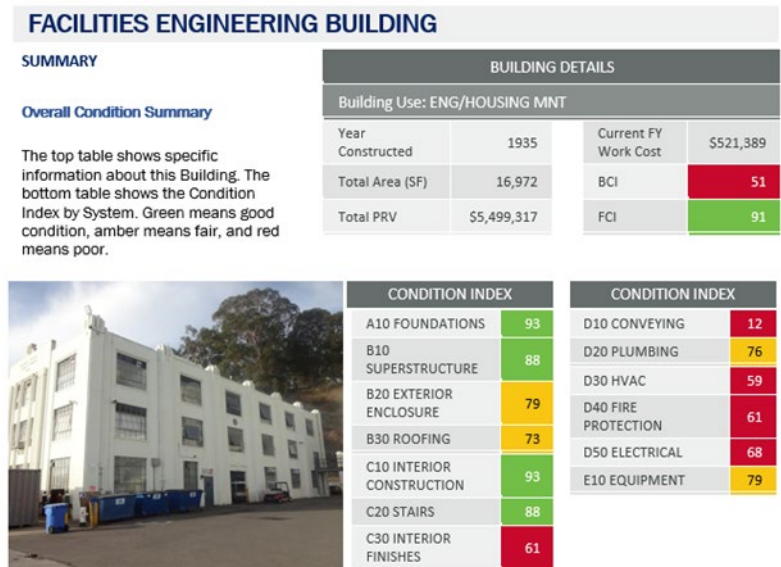 FACILITIES ENGINEERING BUILDING
SUMMARY
Overall Condition Summary
The top table shows specific
information about this Building. The
bottom table shows the Condition
Index by System. Green means good
condition, amber means fair, and red
means poor.
BUILDING DETAILS
Building Use: ENG/HOUSING MNT
Year
Constructed
1935
Total Area (SF) 16,972
Total PRV $5,499,317
Current FY
Work Cost
$521,389
BCI 51
FCI 91
CONDITION INDEX
A10 FOUNDATIONS 93
B10
SUPERSTRUCTURE
88
B20 EXTERIOR
ENCLOSURE
79
B30 ROOFING 73
C10 INTERIOR
CONSTRUCTION
93
C20 STAIRS 88
C30 INTERIOR
FINISHES
61
CONDITION INDEX
D10 CONVEYING 12
D20 PLUMBING 76
D30 HVAC 59
D40 FIRE
PROTECTION
61
D50 ELECTRICAL 68
E10 EQUIPMENT 79